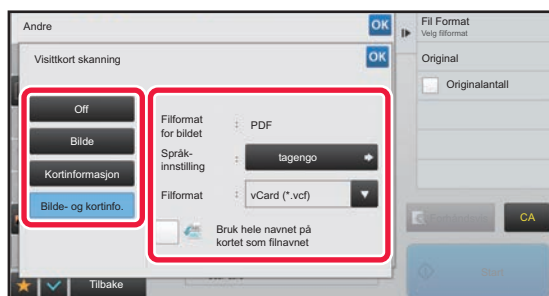 Andre
OK
Visittkort skanning
OK
Off
Bilde
Kortinformasjon
Bilde- og kortinfo.
Filformat
for bildet
:
PDF
Språk-
innstilling
:
tagengo
Filformat
:
vCard (*.vcf)
Bruk hele navnet på
kortet som filnavnet
Tilbake
Fil Format
Velg filformat
Original
Originalantall
CA
Start